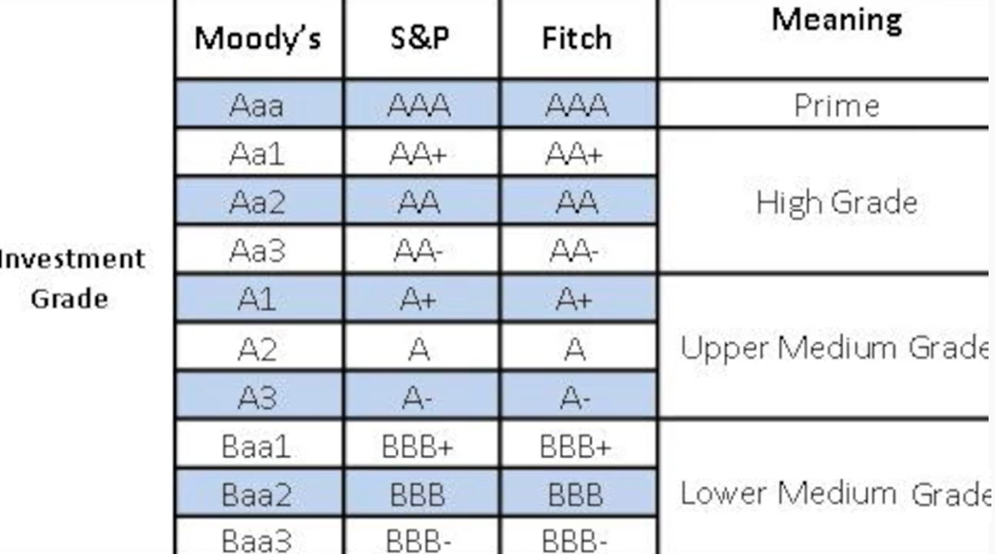 Moody's S&P Fitch Meaning
Aaa AAA AAA Prime
Aa1 AA+ AA+
Aa2 AA AA High Grade
Aa3 AA- AA-
Investment Grade
A1 A+ A+
A2 A A Upper Medium Grade
A3 A- A-
Baa1 BBB+ BBB+
Baa2 BBB BBB Lower Medium Grade
Baa3 BBB- BBB-